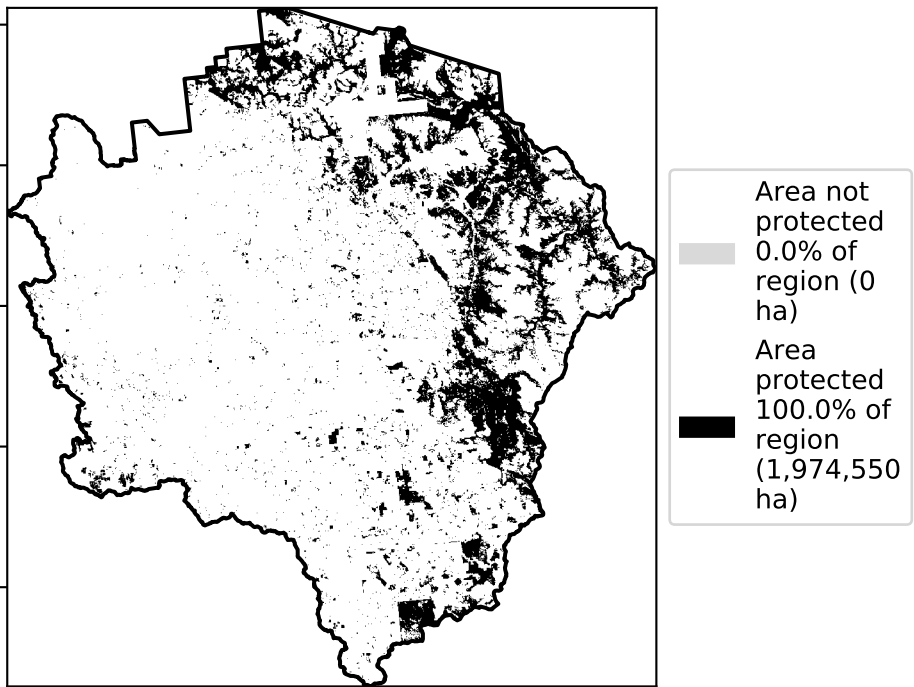 Area not
protected
0.0% of
region (0
ha)
Area
protected
100.0% of
region
(1,974,550
ha)